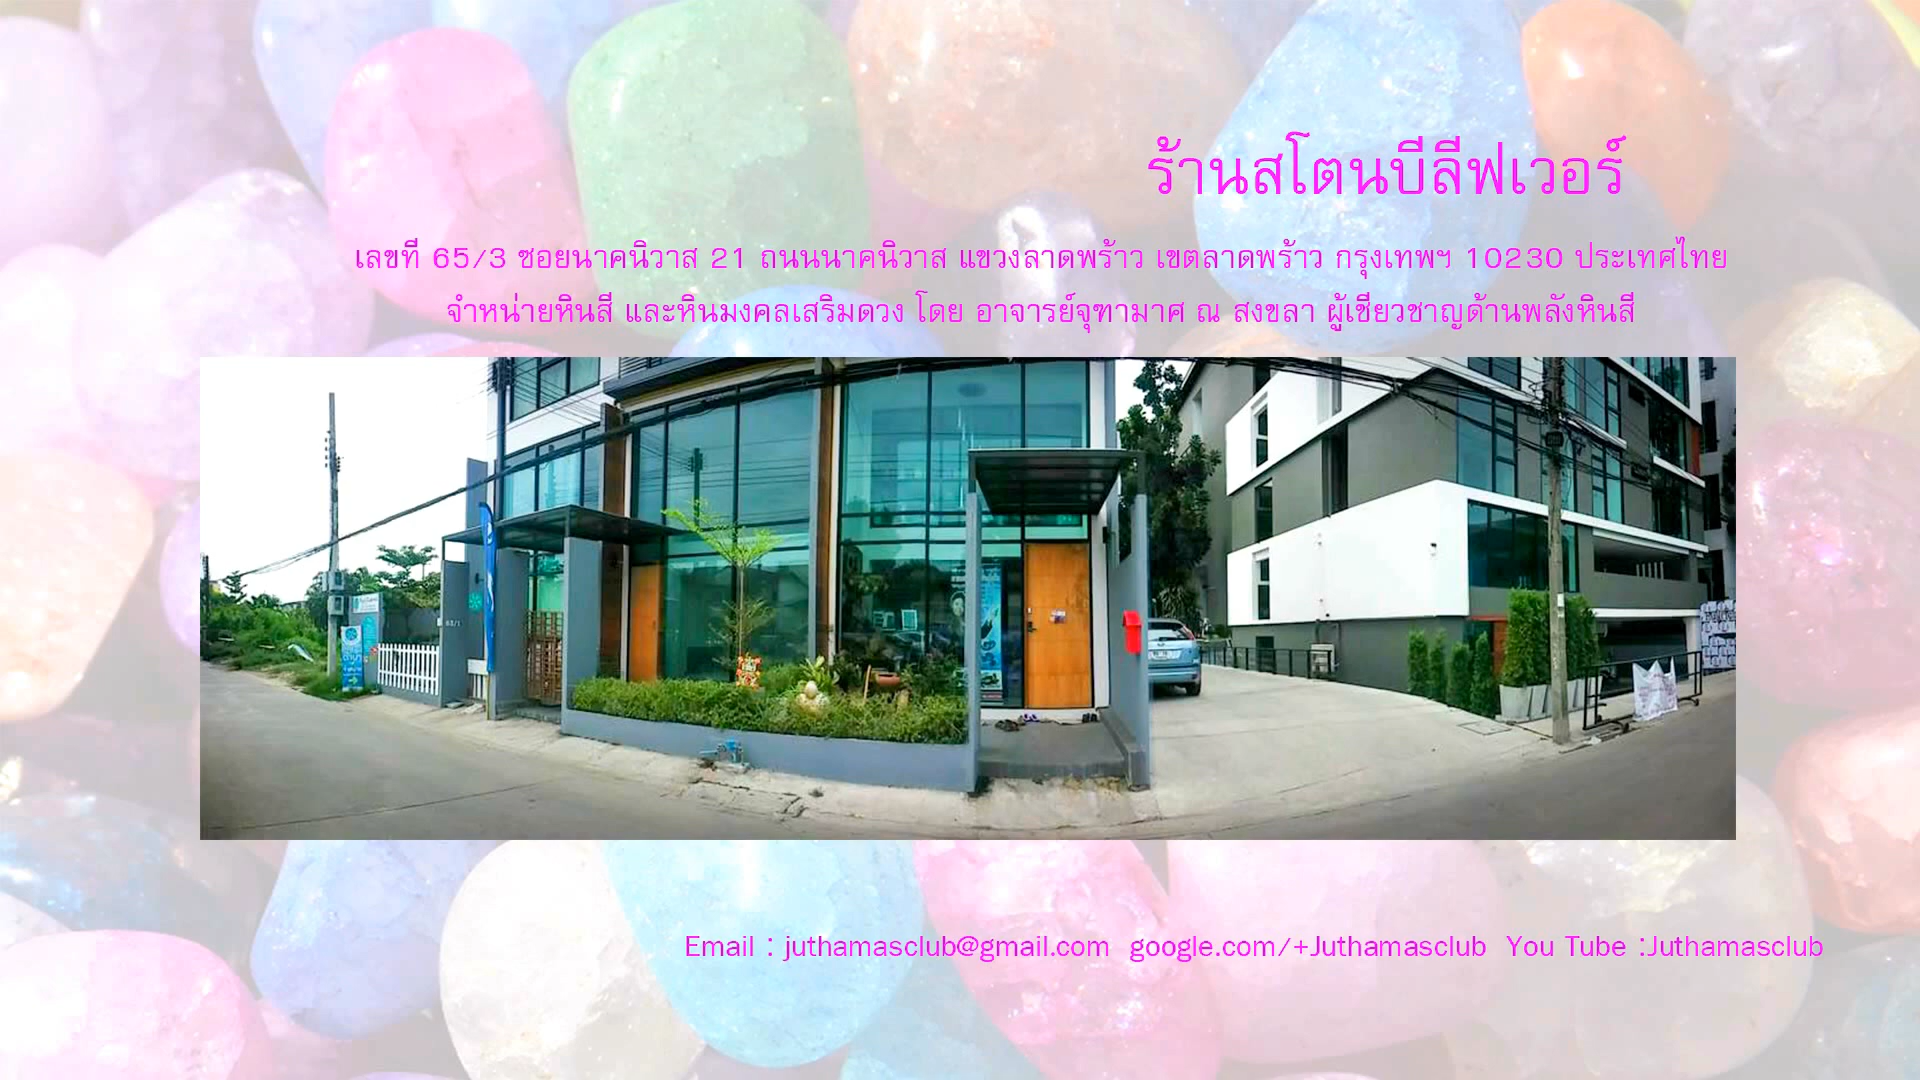 ร้านสโตนบีลีฟเวอร์
เลขที่ 65/3 ซอยนาคนิวาส 21 ถนนนาคนิวาส แขวงลาดพร้าว เขตลาดพร้าว กรุงเทพฯ 10230 ประเทศไทย
จำหน่ายหินสี และหินมงคลเสริมดวง โดย อาจารย์จุฑามาศ ณ สงขลา ผู้เชี่ยวชาญด้านพลังหินสี
Email : juthamasclub@gmail.com google.com/+Juthamasclub You Tube :Juthamasclub